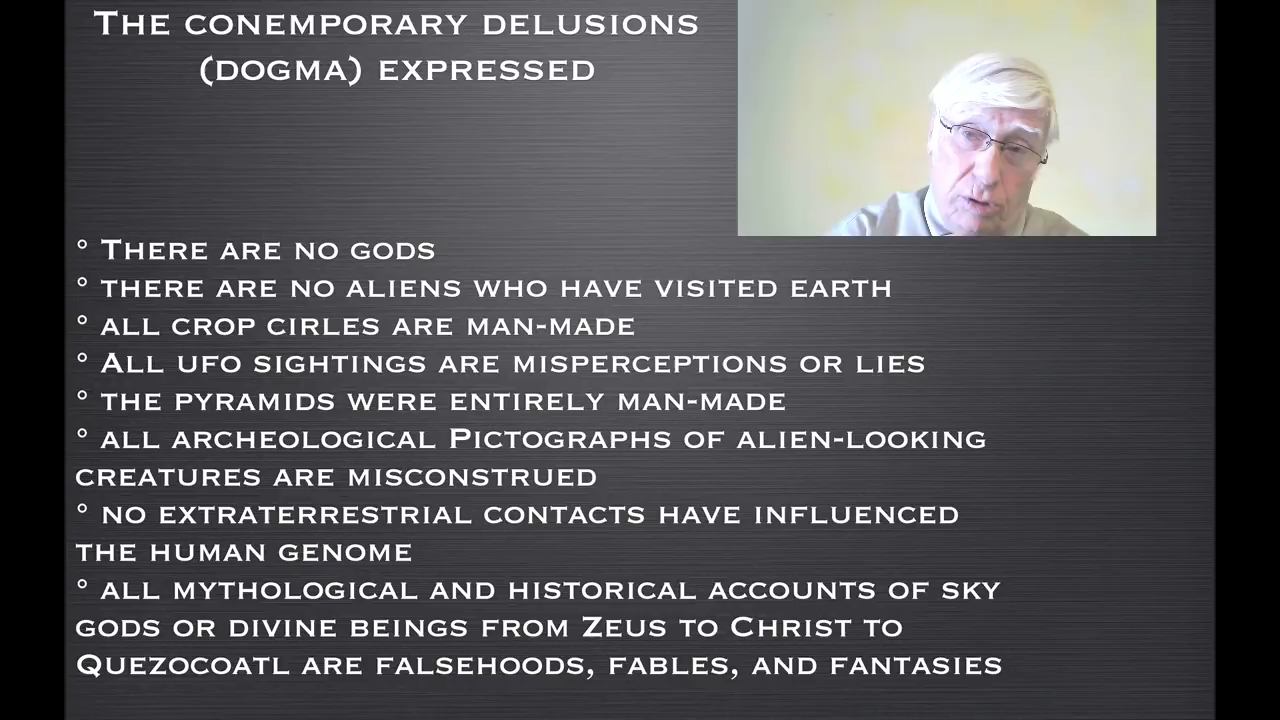 The conemporary delusions
(dogma) expressed
° There are no gods
° there are no aliens who have visited earth
° all crop cirles are man-made
° All UFO sightings are misperceptions or lies
° the pyramids were entirely man-made
° all archeological Pictographs of alien-looking
creatures are misconstrued
° no extraterrestrial contacts have influenced
the human genome
° all mythological and historical accounts of sky
gods or divine beings from Zeus to Christ to
Quezocoatl are falsehoods, fables, and fantasies